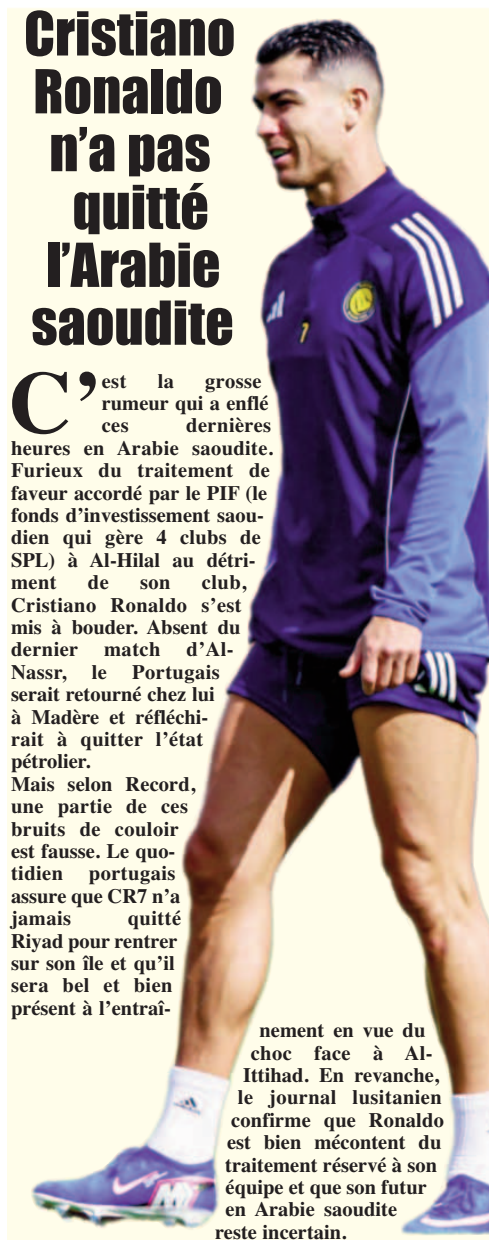 Cristiano
Ronaldo
n'a pas
quitté
l'Arabie
saoudite
C'est la grosse
rumeur qui a enflé
ces dernières
heures en Arabie saoudite.
Furieux du traitement de
faveur accordé par le PIF (le
fonds d'investissement saou-
dien qui gère 4 clubs de
SPL) à Al-Hilal au détri-
ment de son club,
Cristiano Ronaldo s'est
mis à bouder. Absent du
dernier match d'Al-
Nassr, le Portugais
serait retourné chez lui
à Madère et réfléchi-
rait à quitter l'état
pétrolier.
Mais selon Record,
une partie de ces
bruits de couloir
est fausse. Le quo-
tidien portugais
assure que CR7 n'a
jamais quitté
Riyad pour rentrer
sur son île et qu'il
sera bel et bien
présent à l'entraî-
nement en vue du
choc face à Al-
Ittihad. En revanche,
le journal lusitanien
confirme que Ronaldo
est bien mécontent du
traitement réservé à son
équipe et que son futur
en Arabie saoudite
reste incertain.
7